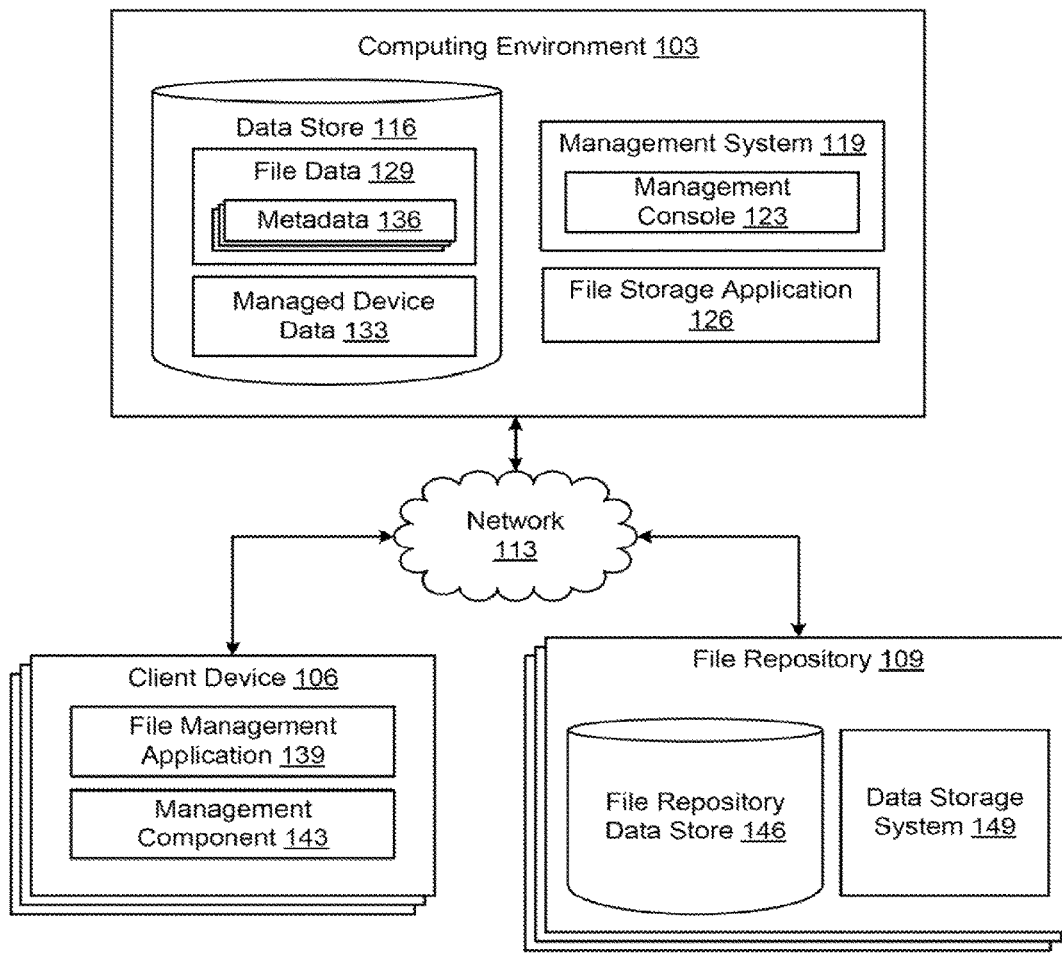 Computing Environment 103
Data Store 116
File Data 129
Metadata 136
Managed Device
Data 133
Management System 119
Management
Console 123
File Storage Application
126
Network
113
Client Device 106
File Management
Application 139
Management
Component 143
File Repository 109
File Repository
Data Store 146
Data Storage
System 149